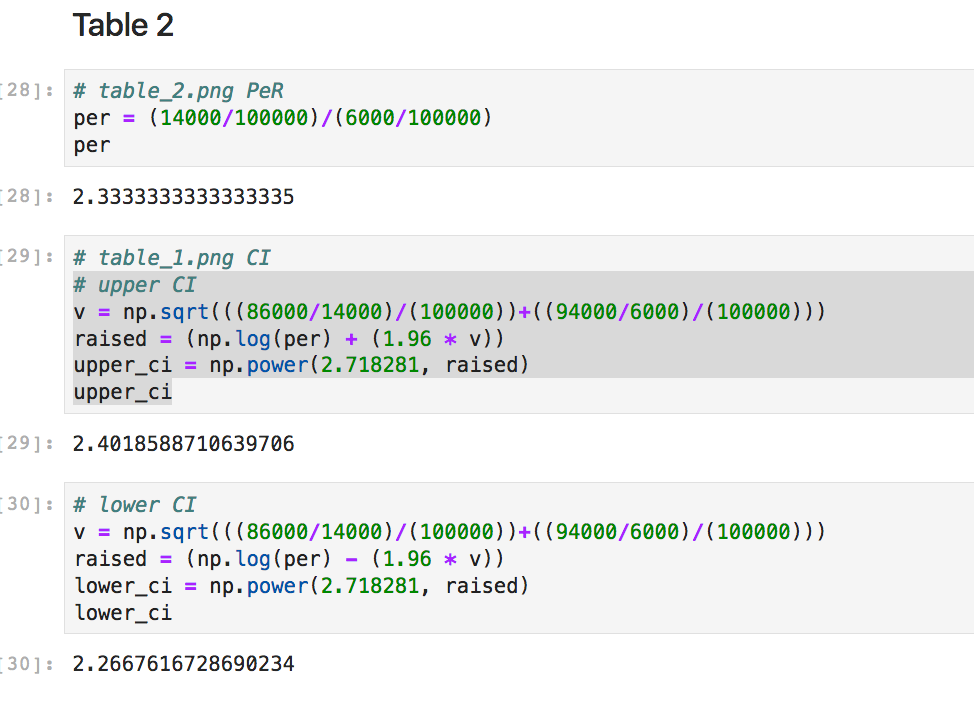 Table 2
[28]:
# table_2.png PeR
per = (14000/100000)/(6000/100000)
per
[28]:
2.3333333333333335
[29]:
# table_1.png CI
# upper CI
v = np.sqrt(((86000/14000)/(100000))+((94000/6000)/(100000)))
raised = (np.log(per) + (1.96 * v))
upper_ci = np.power(2.718281, raised)
upper_ci
[29]:
2.4018588710639706
[30]:
# lower CI
v = np.sqrt(((86000/14000)/(100000))+((94000/6000)/(100000)))
raised = (np.log(per) - (1.96 * v))
lower_ci = np.power(2.718281, raised)
lower_ci
[30]:
2.2667616728690234